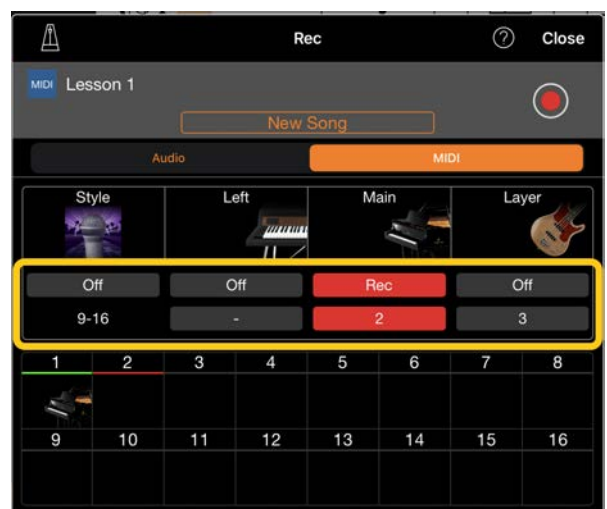 Rec
?
Close
MIDI Lesson 1
New Song
Audio MIDI
Style Left Main Layer
Off Off Rec Off
9-16 - 2 3
1 2 3 4 5 6 7 8
9 10 11 12 13 14 15 16